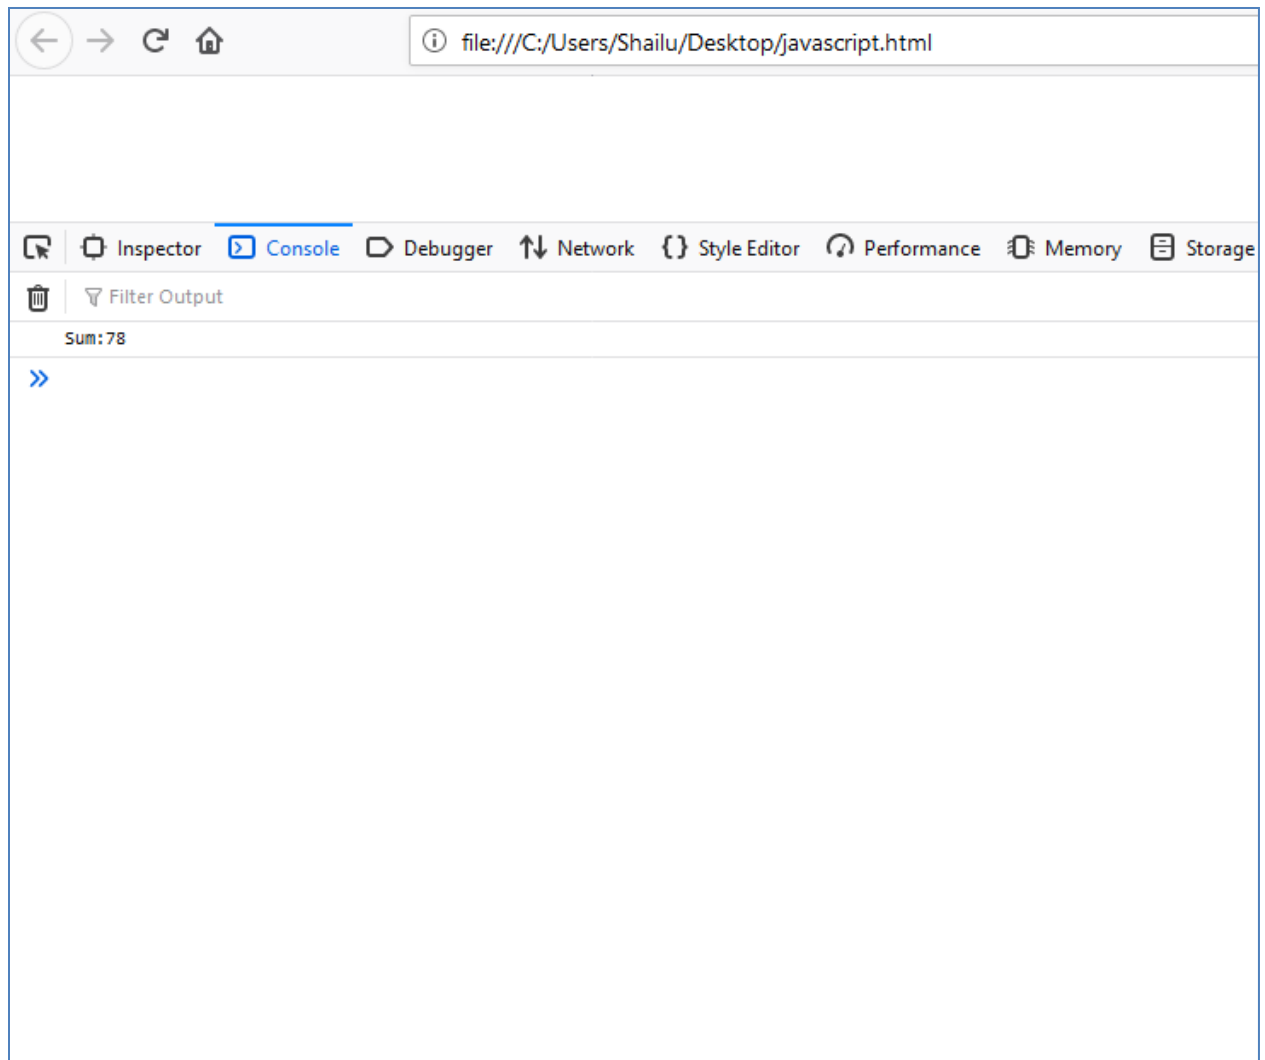 file:///C:/Users/Shailu/Desktop/javascript.html
Inspector Console Debugger Network {} Style Editor Performance Memory Storage
Filter Output
Sum:78